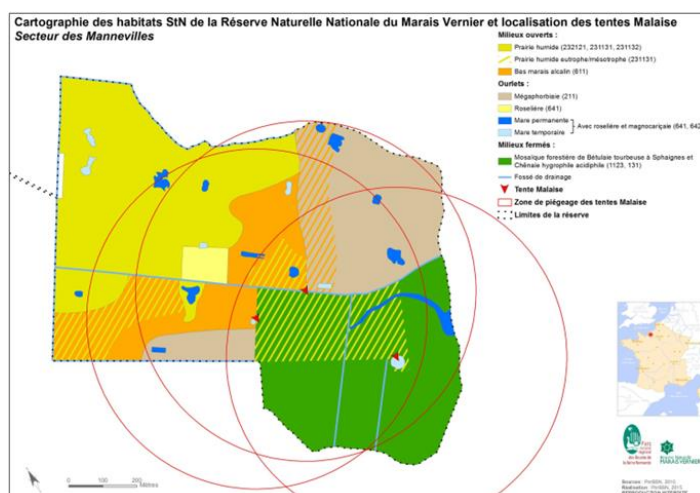 Cartographie des habitats StN de la Réserve Naturelle Nationale du Marais Vernier et localisation des tentes Malaise
Secteur des Mannevilles
Milieux ouverts :
Prairie humide (232121, 231131, 231132)
Prairie humide eutrophe/mésotrophe (231131)
Bas marais alcalin (611)
Ourlets :
Mégaphorbiaie (211)
Roselière (641)
Mare permanente
Mare temporaire
Avec roselière et magnocariçaie (641, 642
Milieux fermés :
Mosaïque forestière de Bétulaie tourbeuse à Sphaignes et
Chênaie hygrophile acidiphile (1123, 131)
Fossé de drainage
Tente Malaise
Zone de piégeage des tentes Malaise
Limites de la réserve
0
200
Mètres
MARAIS VERNIER